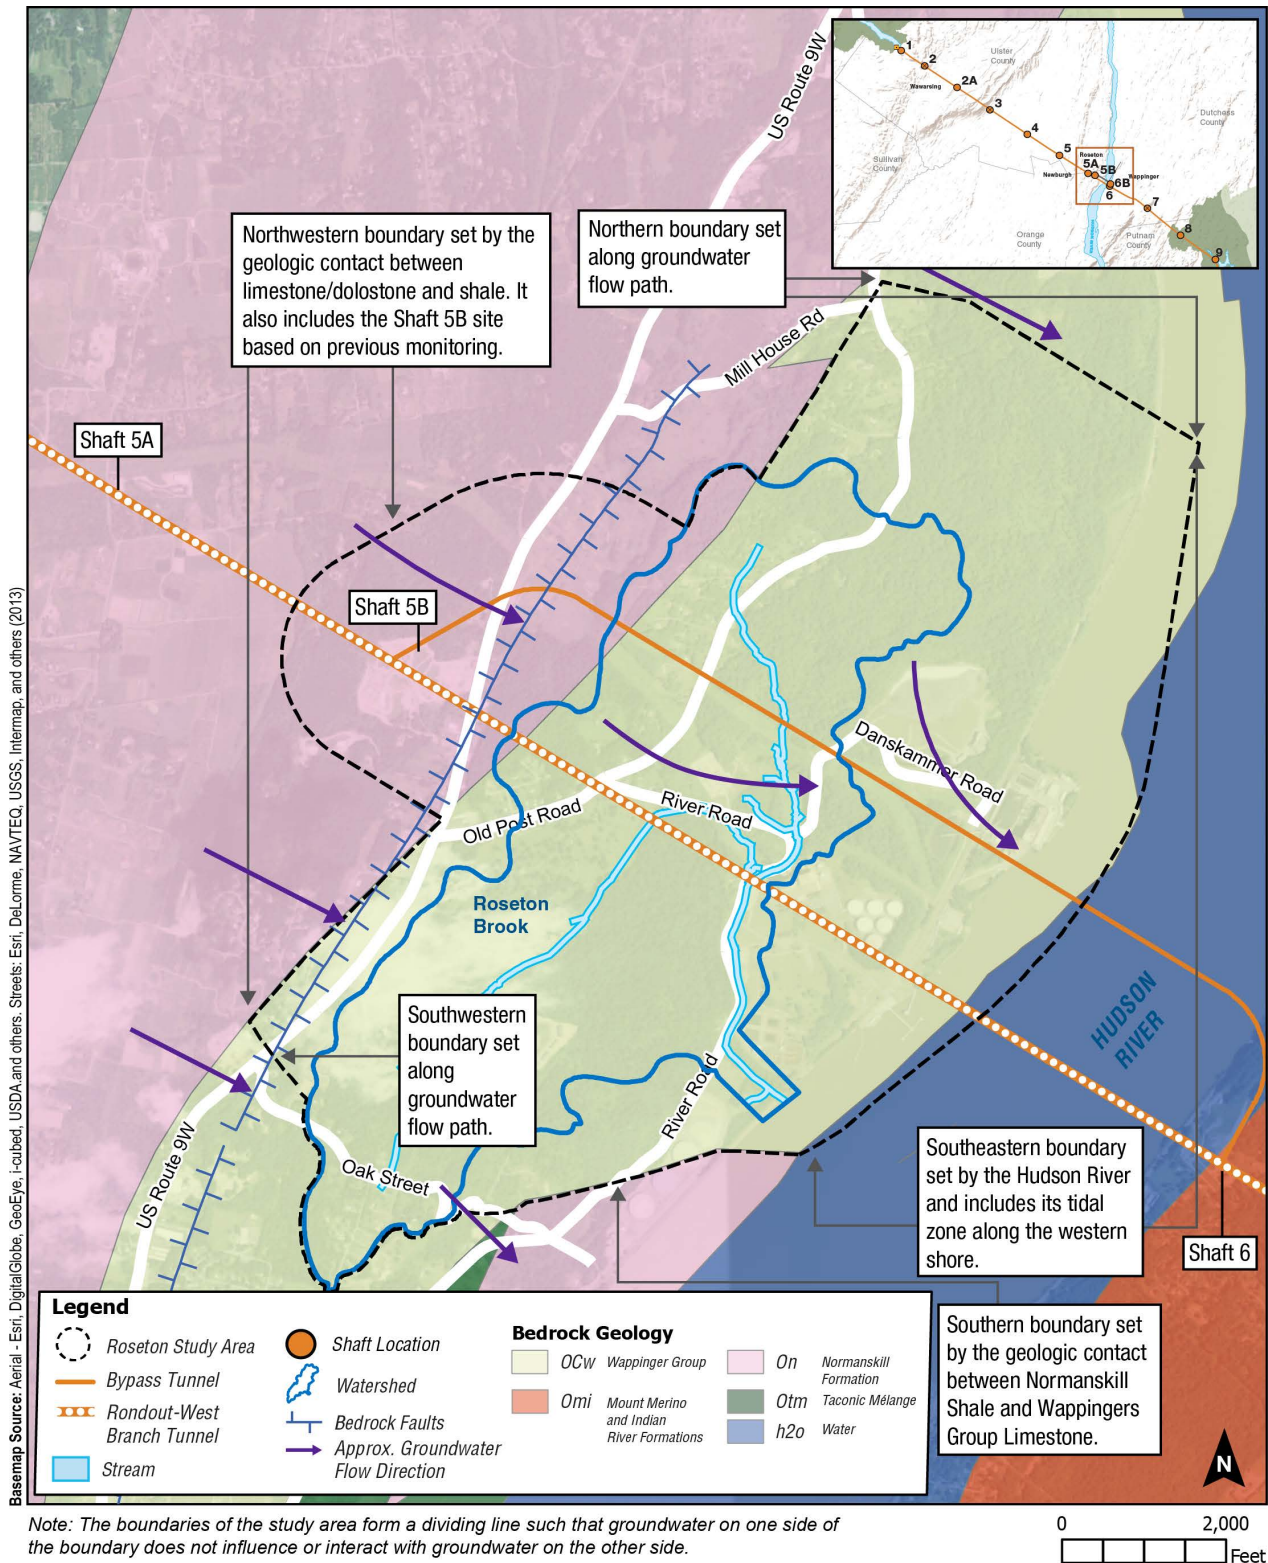 US Route 9W
1
2
2A
3
4
5
5A
5B
6B
6
7
8
9
Ulster
County
Wawarsing
Dutchess
County
Sullivan
County
Roseton
Newburgh
Wappinger
Orange
County
Putnam
County
Northwestern boundary set by the
geologic contact between
limestone/dolostone and shale. It
also includes the Shaft 5B site
based on previous monitoring.
Northern boundary set
along groundwater
flow path.
Mill House Rd
Shaft 5A
Shaft 5B
Danskammer Road
River Road
Old Post Road
Roseton
Brook
HUDSON
RIVER
Southwestern
boundary set
along
groundwater
flow path.
River Road
Oak Street
US Route 9W
Southeastern boundary
set by the Hudson River
and includes its tidal
zone along the western
shore.
Shaft 6
Southern boundary set
by the geologic contact
between Normanskill
Shale and Wappingers
Group Limestone.
Legend
Roseton Study Area
Bypass Tunnel
Rondout-West
Branch Tunnel
Stream
Shaft Location
Watershed
Bedrock Faults
Approx. Groundwater
Flow Direction
Bedrock Geology
OCw Wappinger Group
Omi Mount Merino
and Indian
River Formations
On Normanskill
Formation
Otm Taconic Mélange
h2o Water
N
Basemap Source: Aerial - Esri, DigitalGlobe, GeoEye, i-cubed, USDA and others. Streets: Esri, DeLorme, NAVTEQ, USGS, Intermap, and others (2013)
Note: The boundaries of the study area form a dividing line such that groundwater on one side of
the boundary does not influence or interact with groundwater on the other side.
0 2,000
Feet